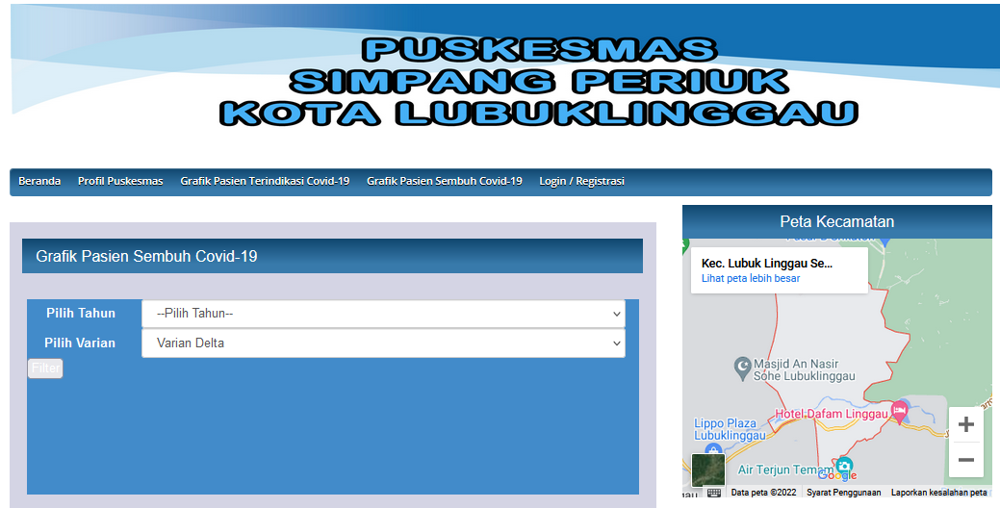 PUSKESMAS
SIMPANG PERIUK
KOTA LUBUKLINGGAU
Beranda Profil Puskesmas Grafik Pasien Terindikasi Covid-19 Grafik Pasien Sembuh Covid-19 Login / Registrasi
Grafik Pasien Sembuh Covid-19
Pilih Tahun --Pilih Tahun--
Pilih Varian Varian Delta
Filter
Peta Kecamatan
Kec. Lubuk Linggau Se...
Lihat peta lebih besar
Masjid An Nasir
Sohe Lubuklinggau
Hotel Dafam Linggau
Lippo Plaza
Lubuklinggau
Air Terjun Temam
Google
Data peta ©2022 Syarat Penggunaan Laporkan kesalahan peta